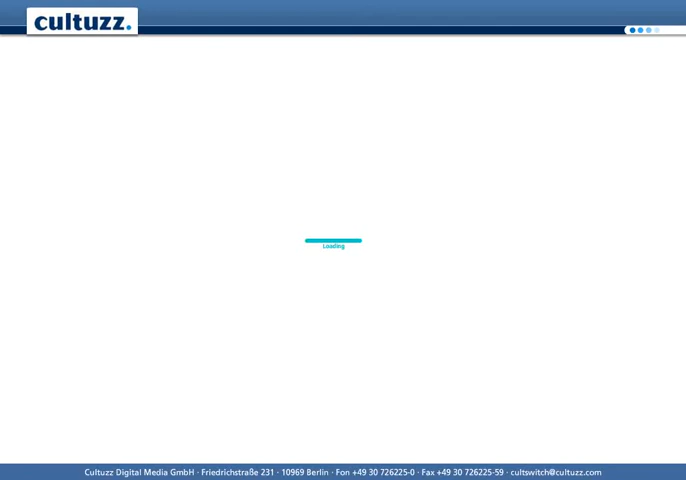 cultuzz.
Loading
Cultuzz Digital Media GmbH · Friedrichstraße 231 · 10969 Berlin · Fon +49 30 726225-0 · Fax +49 30 726225-59 · cultswitch@cultuzz.com